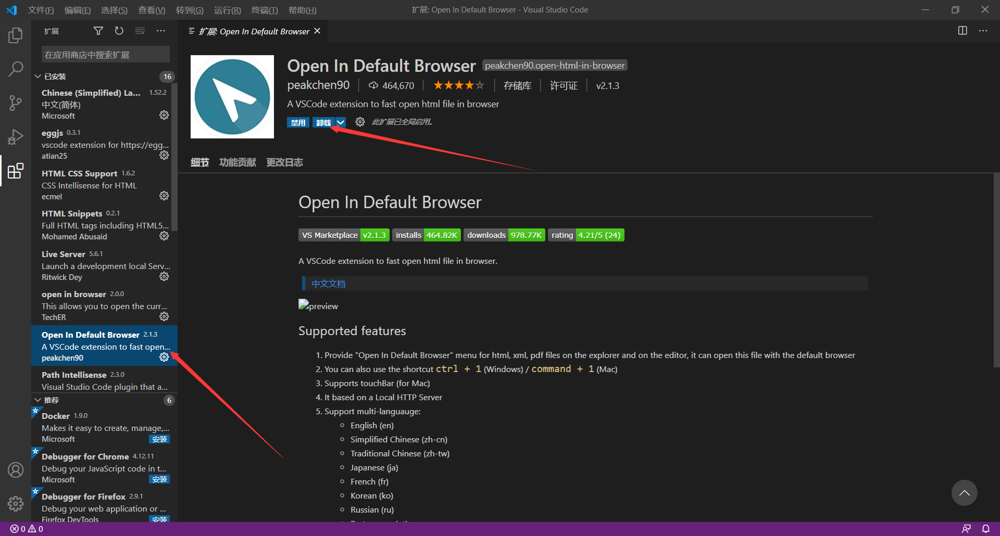 文件(F) 编辑(E) 选择(S) 查看(V) 转到(G) 运行(R) 终端(T) 帮助(H)
扩展: Open In Default Browser - Visual Studio Code
扩展
在应用商店中搜索扩展
已安装 16
Chinese (Simplified) La... 1.52.2
中文(简体)
Microsoft
eggjs 0.3.1
vscode extension for https://egg...
atian25
HTML CSS Support 1.6.2
CSS Intellisense for HTML
ecmel
HTML Snippets 0.2.1
Full HTML tags including HTML5...
Mohamed Abusaid
Live Server 5.6.1
Launch a development local Serv...
Ritwick Dey
open in browser 2.0.0
This allows you to open the curr...
TechER
Open In Default Browser 2.1.3
A VSCode extension to fast open...
peakchen90
Path Intellisense 2.3.0
Visual Studio Code plugin that a...
推荐 6
Docker 1.9.0
Makes it easy to create, manage,...
Microsoft 安装
Debugger for Chrome 4.12.11
Debug your JavaScript code in t...
Microsoft 安装
Debugger for Firefox 2.9.1
Debug your web application or ...
Firefox DevTools 安装
扩展: Open In Default Browser
Open In Default Browser peakchen90.open-html-in-browser
peakchen90 464,670 存储库 许可证 v2.1.3
A VSCode extension to fast open html file in browser
禁用 卸载 此扩展已全局启用。
细节 功能贡献 更改日志
Open In Default Browser
VS Marketplace v2.1.3 installs 464.82K downloads 978.77K rating 4.21/5 (24)
A VSCode extension to fast open html file in browser.
中文文档
preview
Supported features
1. Provide "Open In Default Browser" menu for html, xml, pdf files on the explorer and on the editor, it can open this file with the default browser
2. You can also use the shortcut ctrl + 1 (Windows) / command + 1 (Mac)
3. Supports touchBar (for Mac)
4. It based on a Local HTTP Server
5. Support multi-languauge:
English (en)
Simplified Chinese (zh-cn)
Traditional Chinese (zh-tw)
Japanese (ja)
French (fr)
Korean (ko)
Russian (ru)
0 0